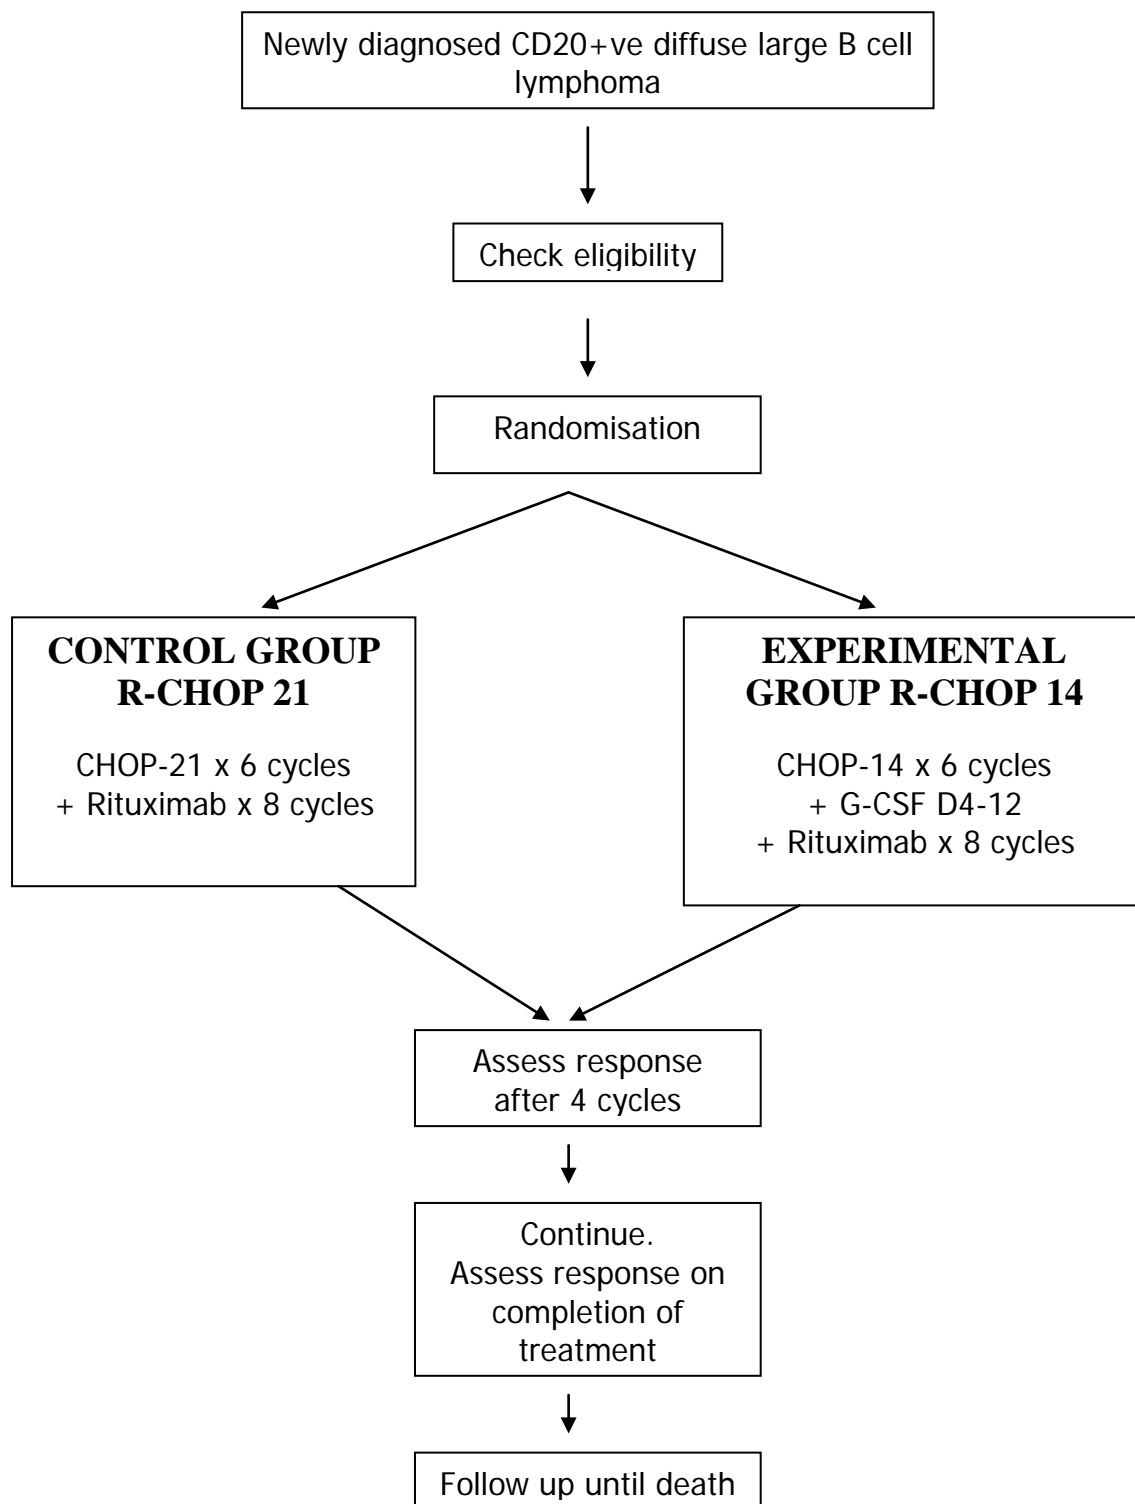 Newly diagnosed CD20+ve diffuse large B cell
lymphoma
Check eligibility
Randomisation
CONTROL GROUP
R-CHOP 21
CHOP-21 x 6 cycles
+ Rituximab x 8 cycles
EXPERIMENTAL
GROUP R-CHOP 14
CHOP-14 x 6 cycles
+ G-CSF D4-12
+ Rituximab x 8 cycles
Assess response
after 4 cycles
Continue.
Assess response on
completion of
treatment
Follow up until death